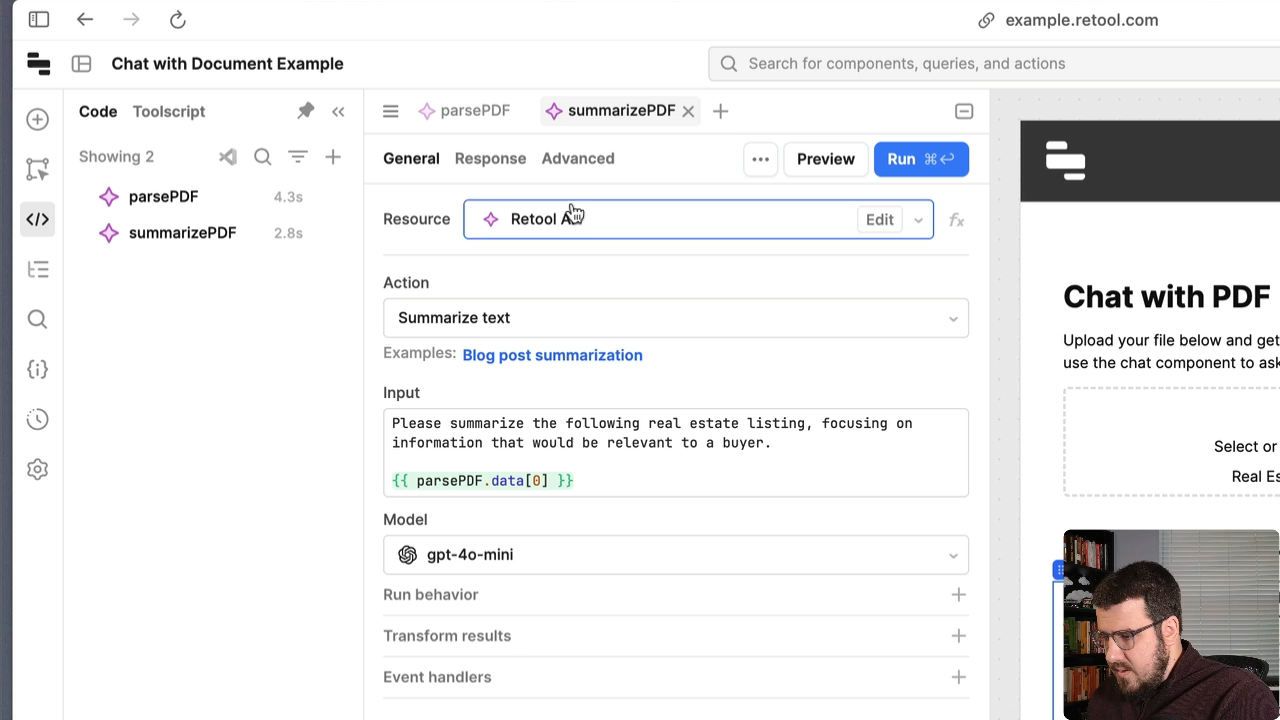 example.retool.com
Chat with Document Example
Search for components, queries, and actions
Code Toolscript
Showing 2
parsePDF 4.3s
summarizePDF 2.8s
parsePDF
summarizePDF
General Response Advanced
Preview
Run ⌘↩
Resource
Retool A
Edit
fx
Action
Summarize text
Examples: Blog post summarization
Input
Please summarize the following real estate listing, focusing on
information that would be relevant to a buyer.
{{ parsePDF.data[0] }}
Model
gpt-4o-mini
Run behavior
Transform results
Event handlers
Chat with PDF
Upload your file below and get
use the chat component to ask
Select or
Real Es